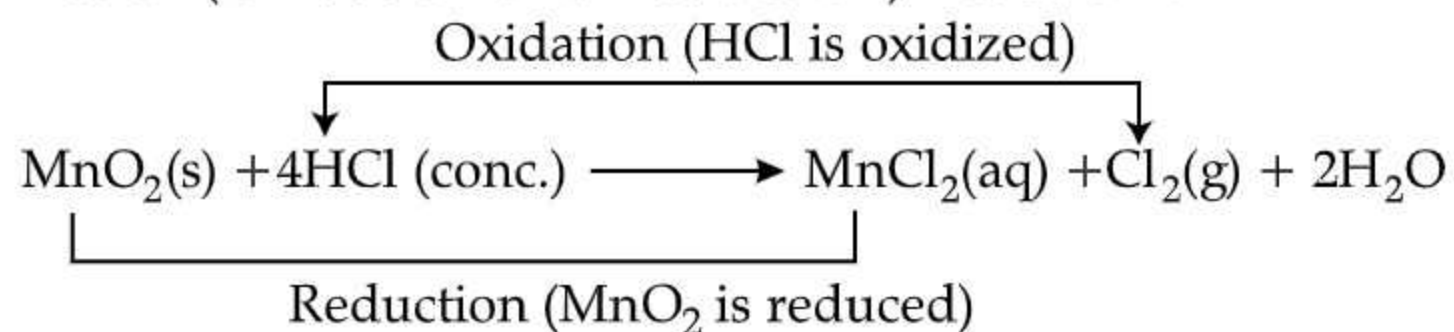 Oxidation (HCl is oxidized)
MnO₂(s) +4HCl (conc.) ⟶ MnCl₂(aq) +Cl₂(g) + 2H₂O
Reduction (MnO₂ is reduced)